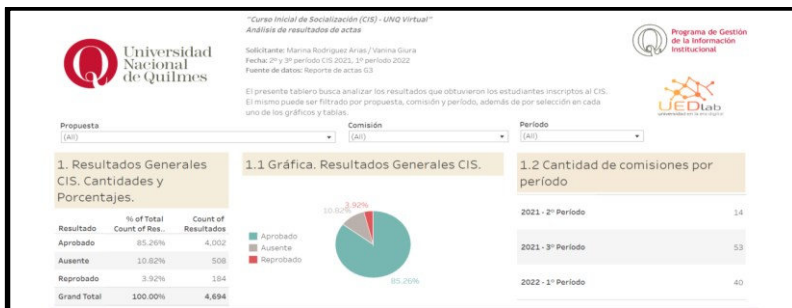 "Curso Inicial de Socialización (CIS) - UNQ Virtual"
Análisis de resultados de actas
Universidad
Nacional
de Quilmes
Solicitante: Marina Rodriguez Arias / Vanina Giura
Fecha: 2º y 3º período CIS 2021, 1º período 2022
Fuente de datos: Reporte de actas G3
Programa de Gestión
de la Información
Institucional
El presente tablero busca analizar los resultados que obtuvieron los estudiantes inscriptos al CIS.
El mismo puede ser filtrado por propuesta, comisión y período, además de por selección en cada
uno de los gráficos y tablas.
UEDlab
universidad en la era digital
Propuesta
(All)
Comisión
(All)
Período
(All)
1. Resultados Generales
CIS. Cantidades y
Porcentajes.
Resultado % of Total Count of Res.. Count of Resultados
Aprobado 85.26% 4,002
Ausente 10.82% 508
Reprobado 3.92% 184
Grand Total 100.00% 4,694
1.1 Gráfica. Resultados Generales CIS.
Aprobado
Ausente
Reprobado
3.92%
10.82%
85.26%
1.2 Cantidad de comisiones por
período
2021 - 2º Período 14
2021 - 3º Período 53
2022 - 1º Período 40